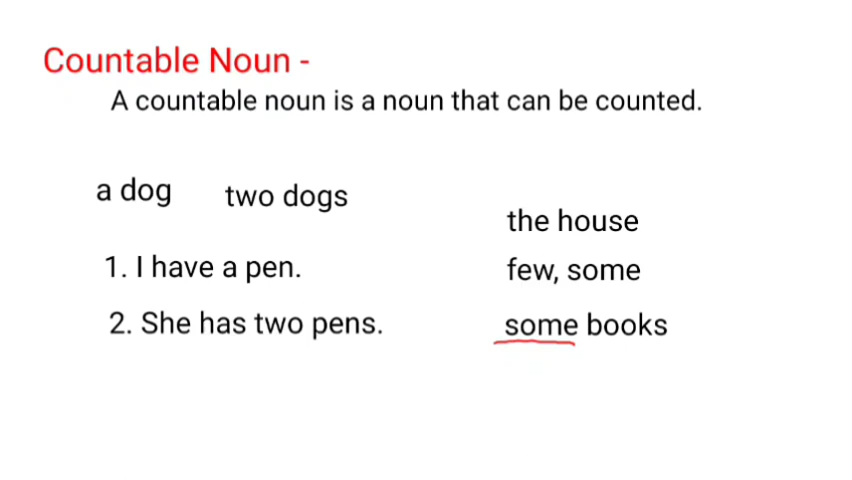 Countable Noun -
A countable noun is a noun that can be counted.
a dog two dogs
the house
1. I have a pen.
few, some
2. She has two pens.
some books